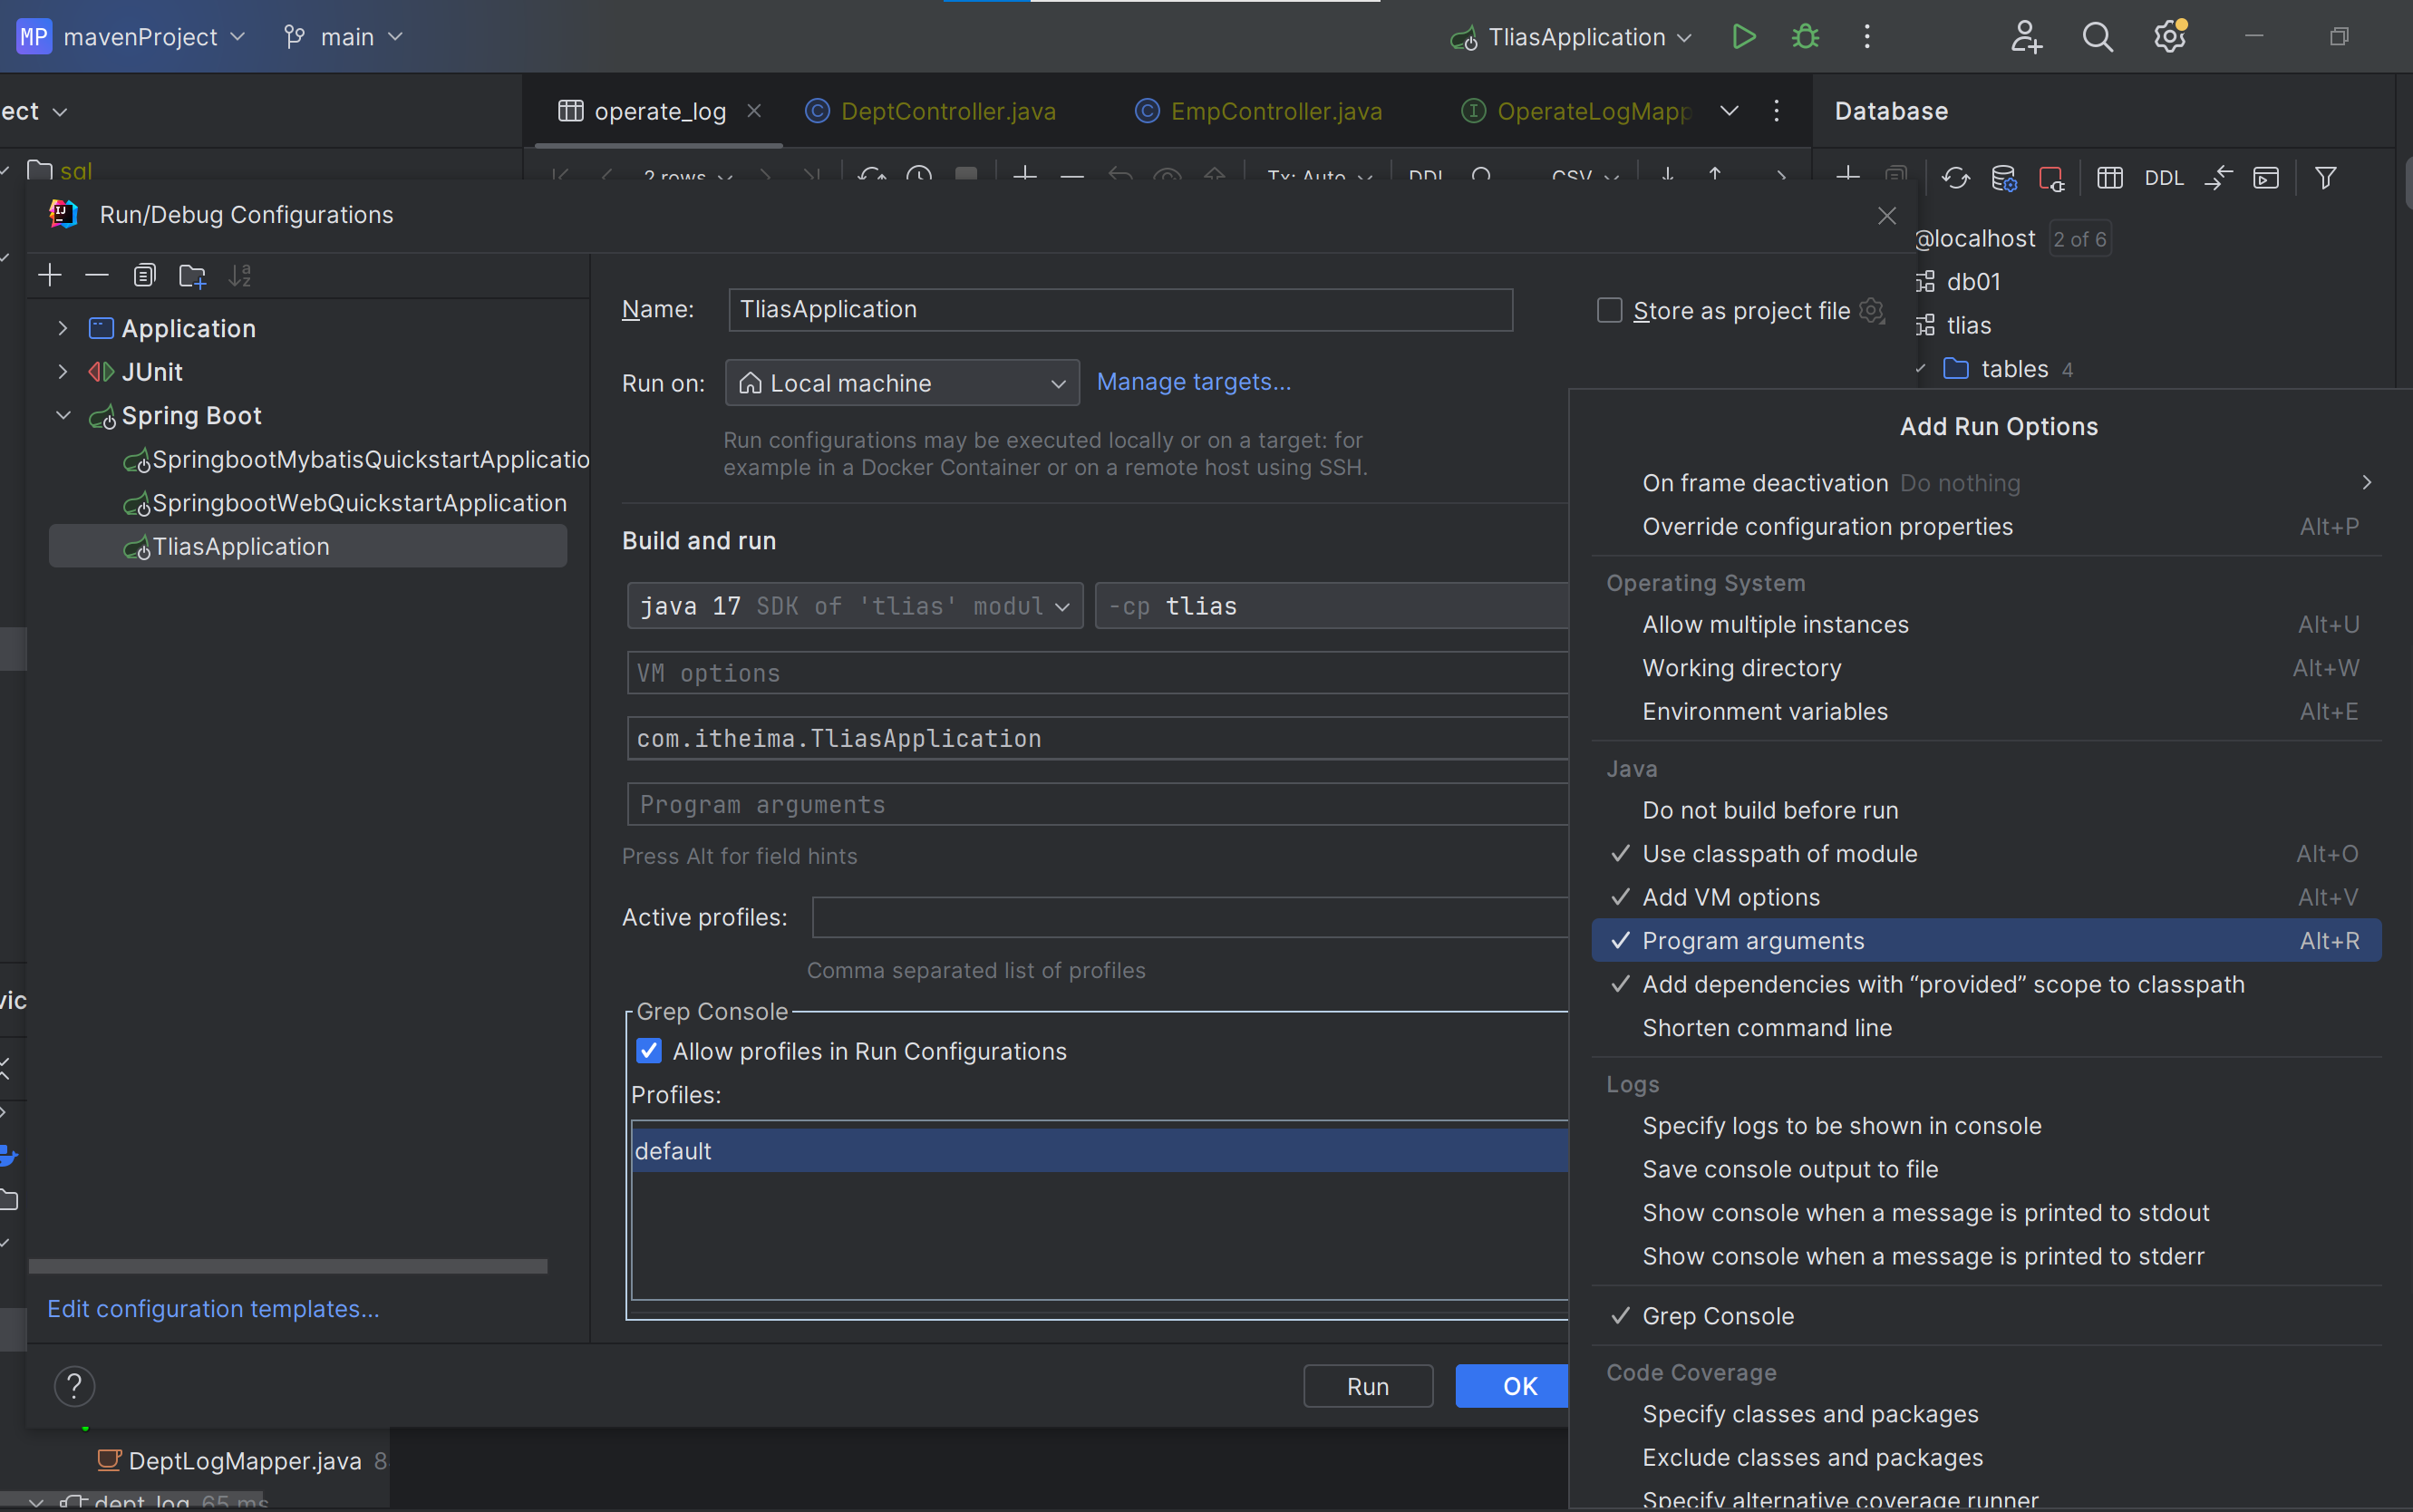 MP mavenProject main TliasApplication
ect operate_log DeptController.java EmpController.java OperateLogMapp Database
sql 2 rows Tx: Auto DDL CSV DDL
Run/Debug Configurations
@localhost 2 of 6
db01
tlias
tables 4
Application
JUnit
Spring Boot
SpringbootMybatisQuickstartApplicatio
SpringbootWebQuickstartApplication
TliasApplication
Edit configuration templates...
Name: TliasApplication Store as project file
Run on: Local machine Manage targets...
Run configurations may be executed locally or on a target: for
example in a Docker Container or on a remote host using SSH.
Build and run
java 17 SDK of 'tlias' modul -cp tlias
VM options
com.itheima.TliasApplication
Program arguments
Press Alt for field hints
Active profiles:
Comma separated list of profiles
Grep Console
Allow profiles in Run Configurations
Profiles:
default
? Run OK
Add Run Options
On frame deactivation Do nothing
Override configuration properties Alt+P
Operating System
Allow multiple instances Alt+U
Working directory Alt+W
Environment variables Alt+E
Java
Do not build before run
Use classpath of module Alt+O
Add VM options Alt+V
Program arguments Alt+R
Add dependencies with “provided” scope to classpath
Shorten command line
Logs
Specify logs to be shown in console
Save console output to file
Show console when a message is printed to stdout
Show console when a message is printed to stderr
Grep Console
Code Coverage
Specify classes and packages
Exclude classes and packages
Specify alternative coverage runner
vic
DeptLogMapper.java 8
dept_log 65 ms